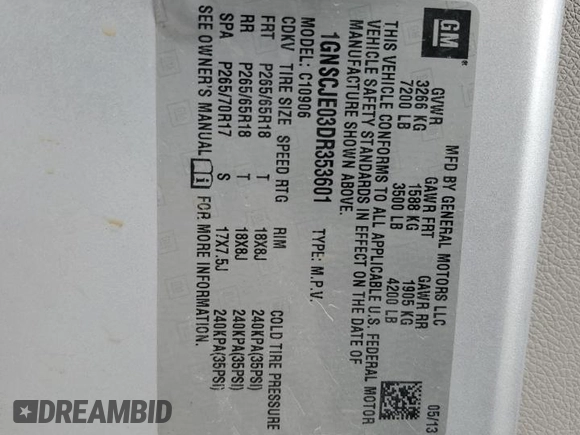 GM
MFD BY GENERAL MOTORS LLC
05/13
GVWR GAWR FRT GAWR RR
3266 KG 1588 KG 1905 KG
7200 LB 3500 LB 4200 LB
THIS VEHICLE CONFORMS TO ALL APPLICABLE U.S. FEDERAL MOTOR
VEHICLE SAFETY STANDARDS IN EFFECT ON THE DATE OF
MANUFACTURE SHOWN ABOVE.
1GNSCJE03DR353601 TYPE: M.P.V.
MODEL: C10906
CDKV TIRE SIZE SPEED RTG RIM COLD TIRE PRESSURE
FRT P265/65R18 T 18X8J 240KPA(35PSI)
RR P265/65R18 T 18X8J 240KPA(35PSI)
SPA P265/70R17 S 17X7.5J 240KPA(35PSI)
SEE OWNER'S MANUAL FOR MORE INFORMATION.
DREAMBID